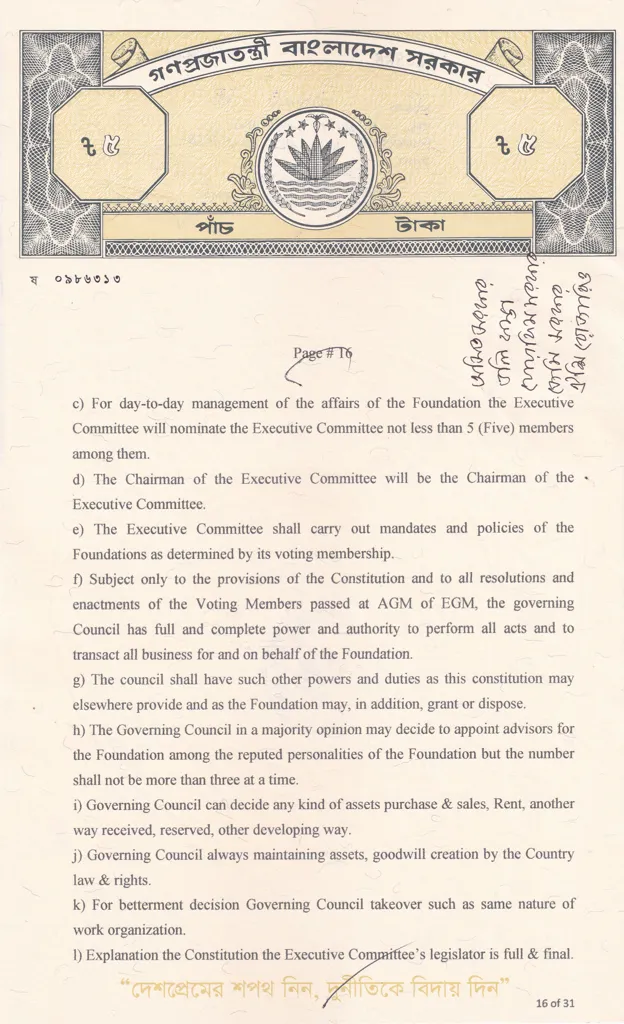 গণপ্রজাতন্ত্রী বাংলাদেশ সরকার
৳ ৫
৳ ৫
পাঁচ
টাকা
ষ ০৯৮৬৩১৩
Page # 16
c) For day-to-day management of the affairs of the Foundation the Executive
Committee will nominate the Executive Committee not less than 5 (Five) members
among them.
d) The Chairman of the Executive Committee will be the Chairman of the
Executive Committee.
e) The Executive Committee shall carry out mandates and policies of the
Foundations as determined by its voting membership.
f) Subject only to the provisions of the Constitution and to all resolutions and
enactments of the Voting Members passed at AGM of EGM, the governing
Council has full and complete power and authority to perform all acts and to
transact all business for and on behalf of the Foundation.
g) The council shall have such other powers and duties as this constitution may
elsewhere provide and as the Foundation may, in addition, grant or dispose.
h) The Governing Council in a majority opinion may decide to appoint advisors for
the Foundation among the reputed personalities of the Foundation but the number
shall not be more than three at a time.
i) Governing Council can decide any kind of assets purchase & sales, Rent, another
way received, reserved, other developing way.
j) Governing Council always maintaining assets, goodwill creation by the Country
law & rights.
k) For betterment decision Governing Council takeover such as same nature of
work organization.
l) Explanation the Constitution the Executive Committee's legislator is full & final.
“দেশপ্রেমের শপথ নিন, দুর্নীতিকে বিদায় দিন”
16 of 31